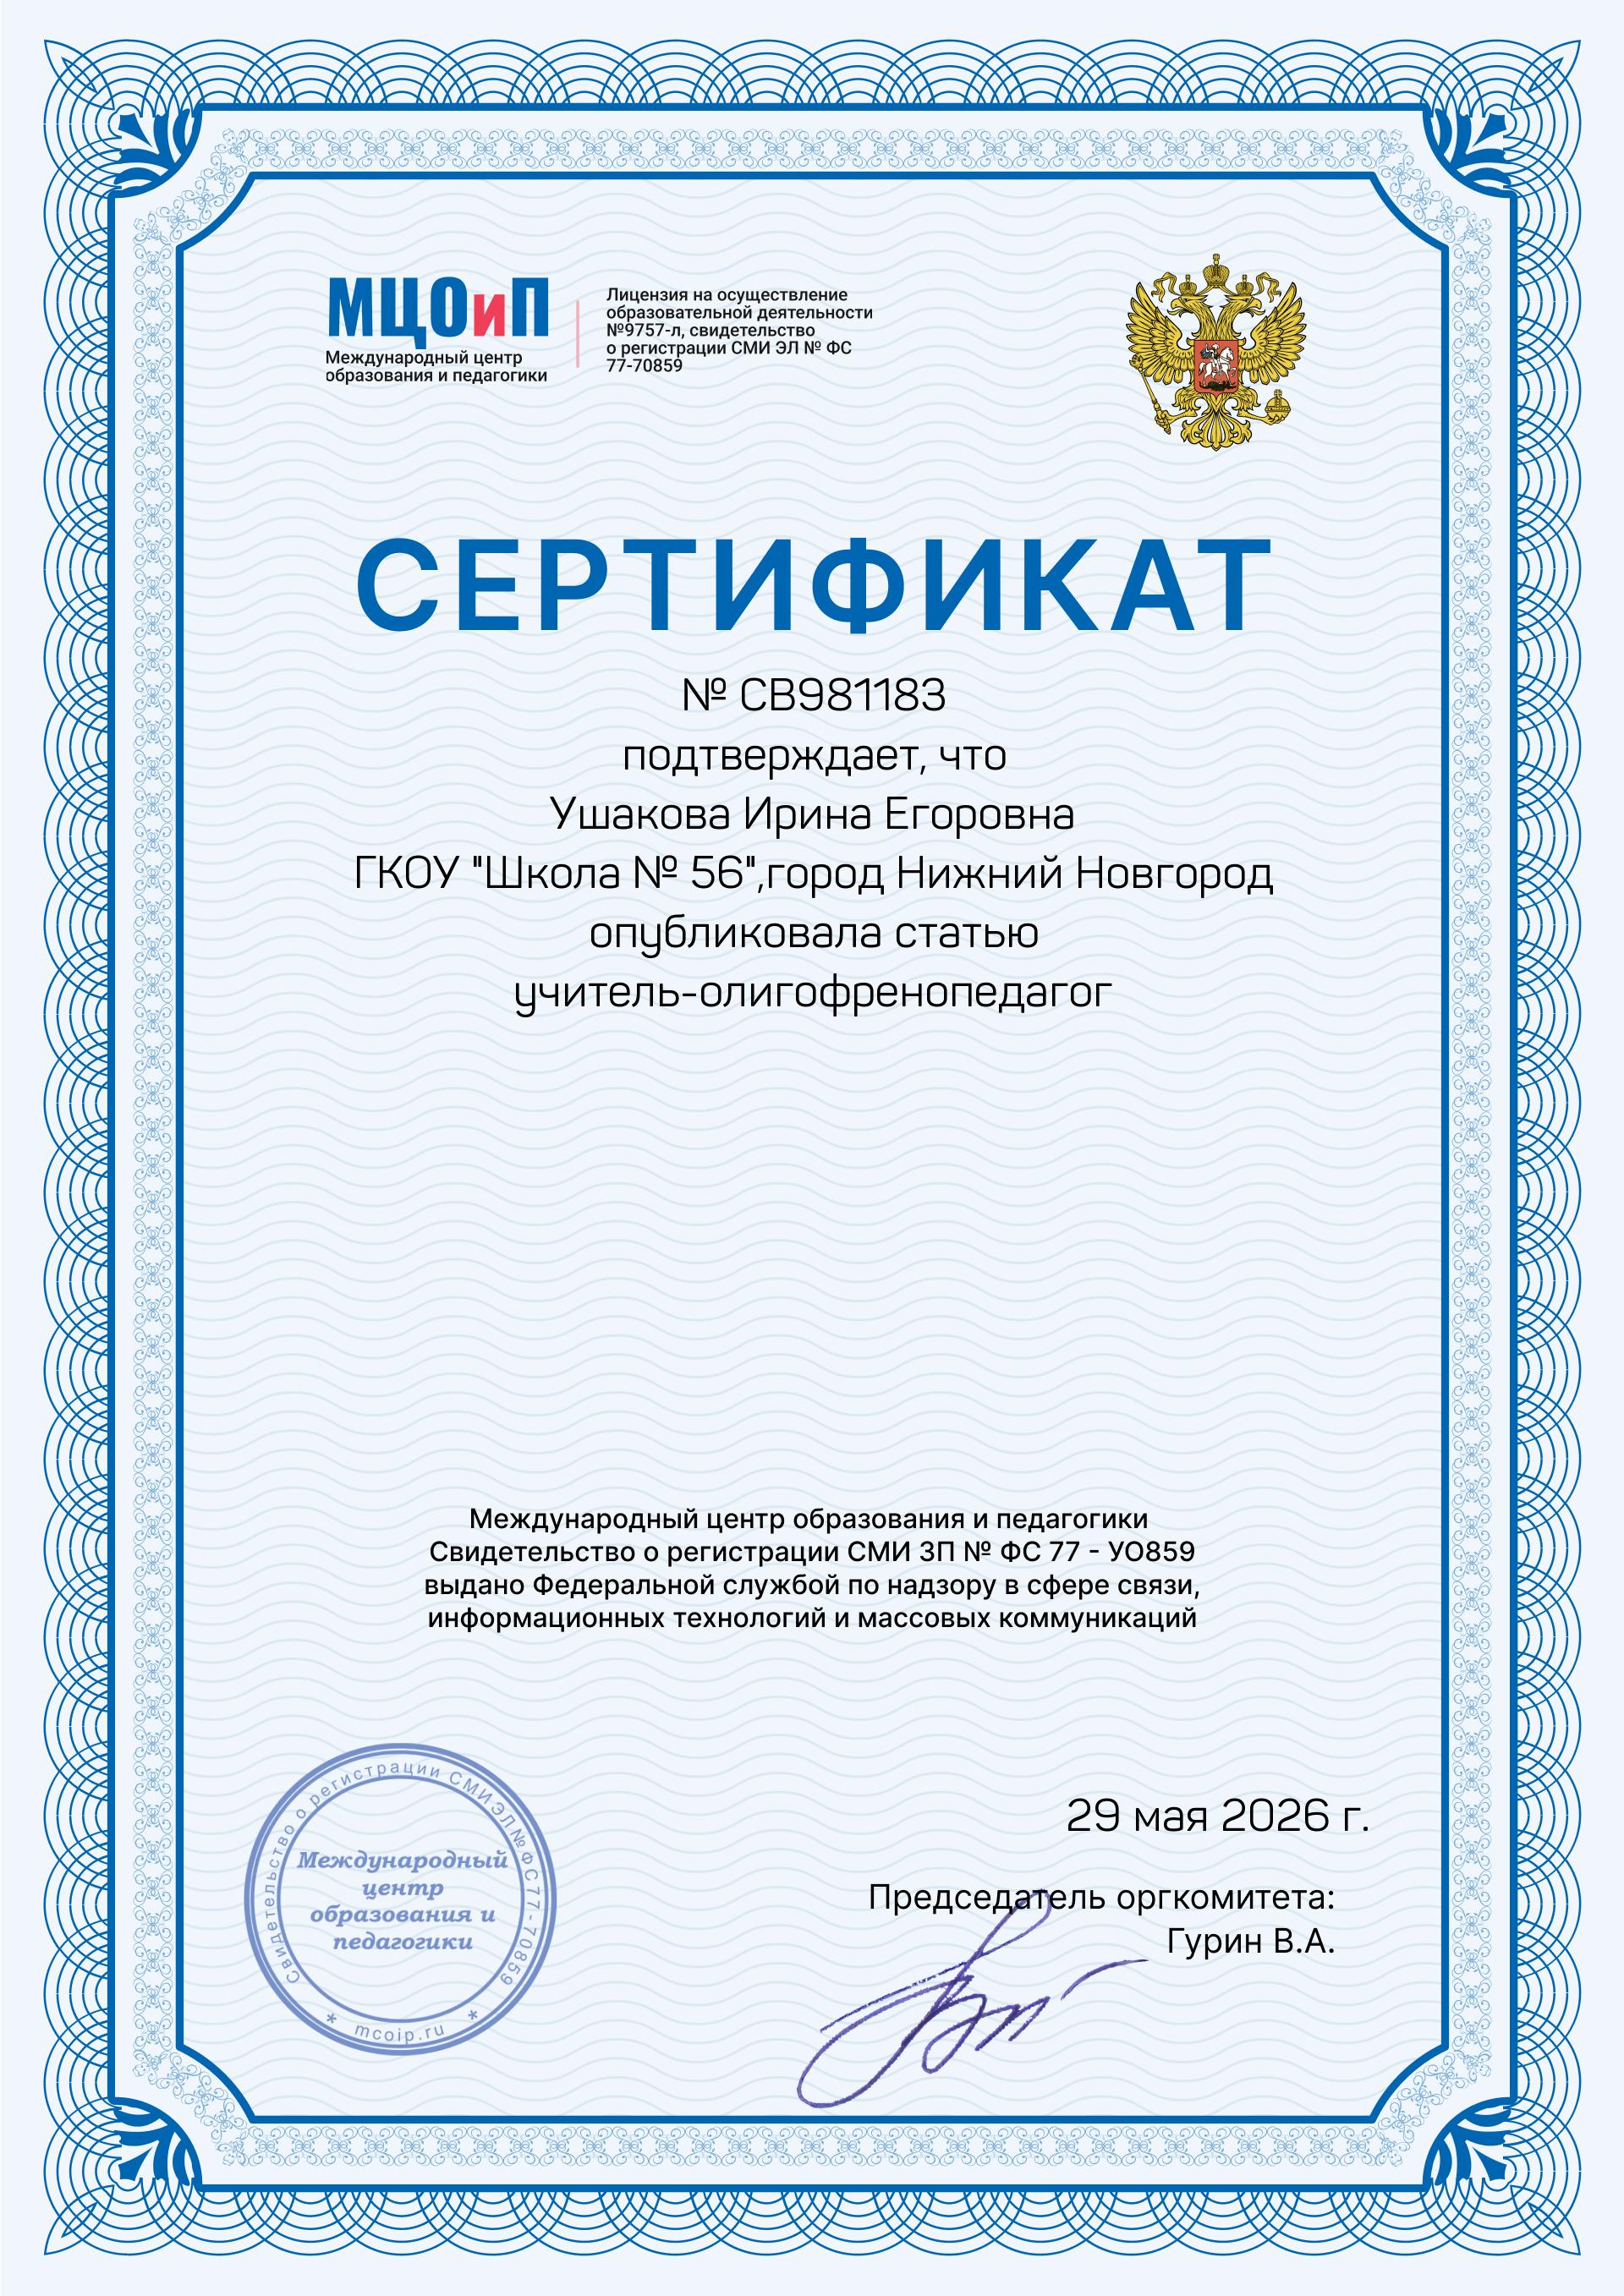 МЦОиП
Международный центр
образования и педагогики
Лицензия на осуществление
образовательной деятельности
№9757-л, свидетельство
о регистрации СМИ ЭЛ № ФС
77-70859
СЕРТИФИКАТ
№ СВ981183
подтверждает, что
Ушакова Ирина Егоровна
ГКОУ "Школа № 56",город Нижний Новгород
опубликовала статью
учитель-олигофренопедагог
Международный центр образования и педагогики
Свидетельство о регистрации СМИ ЗП № ФС 77 - УО859
выдано Федеральной службой по надзору в сфере связи,
информационных технологий и массовых коммуникаций
Свидетельство о регистрации СМИ ЭЛ № ФС 77-70859
Международный
центр
образования и
педагогики
* mcoip.ru *
29 мая 2026 г.
Председатель оргкомитета:
Гурин В.А.